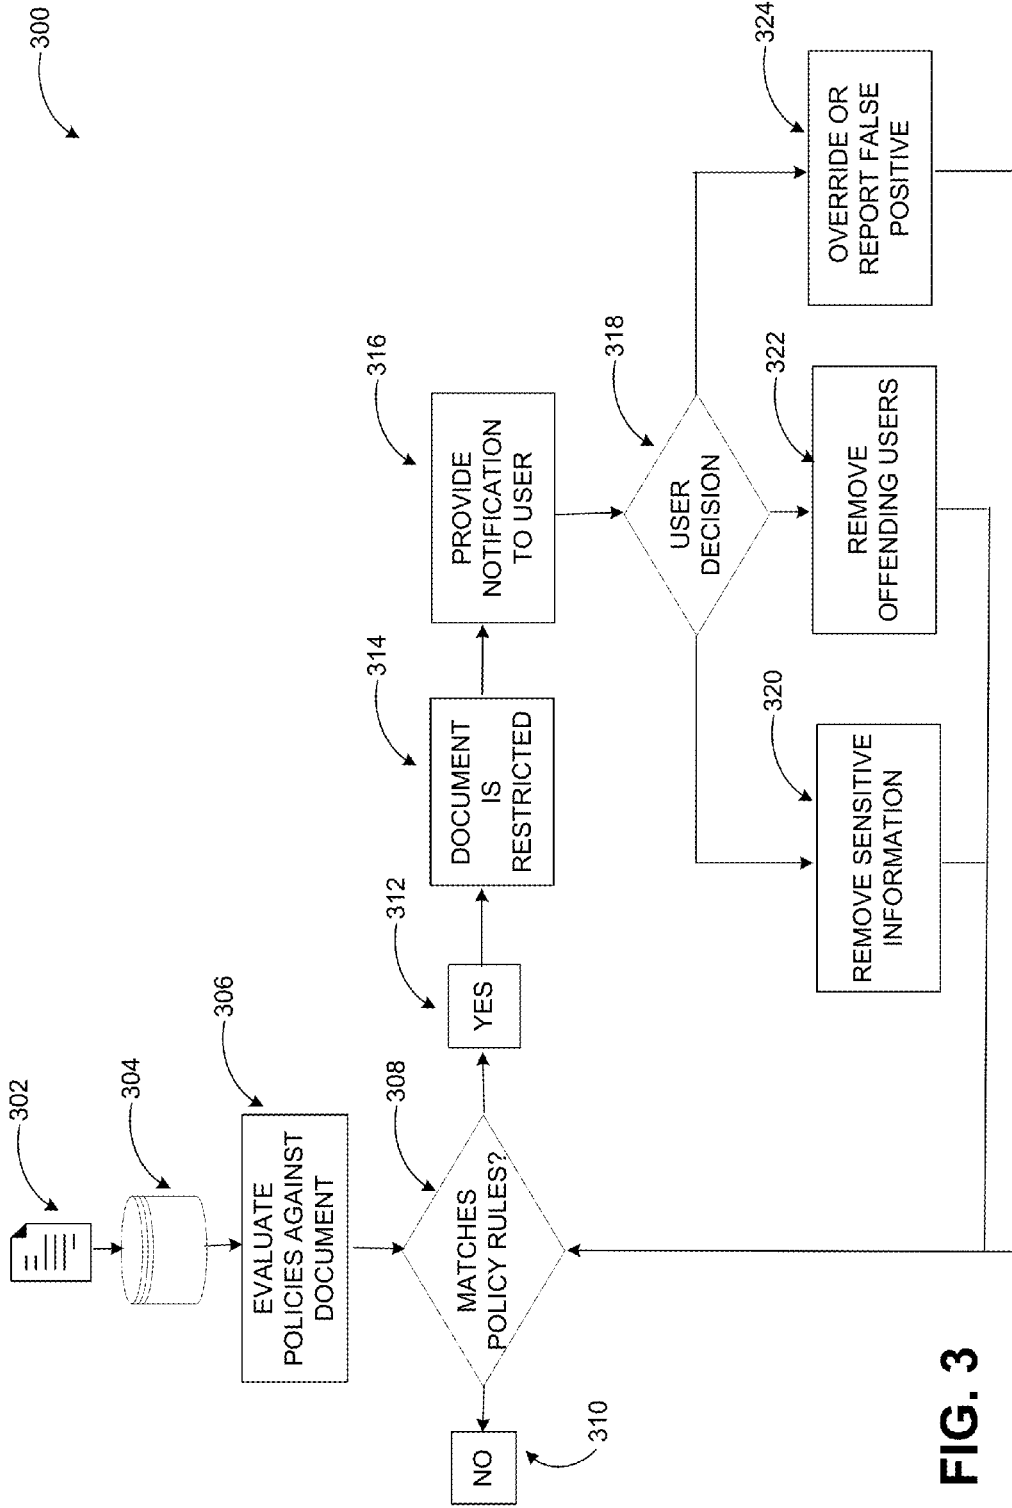 300
302
304
306
EVALUATE
POLICIES AGAINST
DOCUMENT
308
MATCHES
POLICY RULES?
310
NO
312
YES
314
DOCUMENT
IS
RESTRICTED
316
PROVIDE
NOTIFICATION
TO USER
318
USER
DECISION
320
REMOVE SENSITIVE
INFORMATION
322
REMOVE
OFFENDING USERS
324
OVERRIDE OR
REPORT FALSE
POSITIVE
FIG. 3